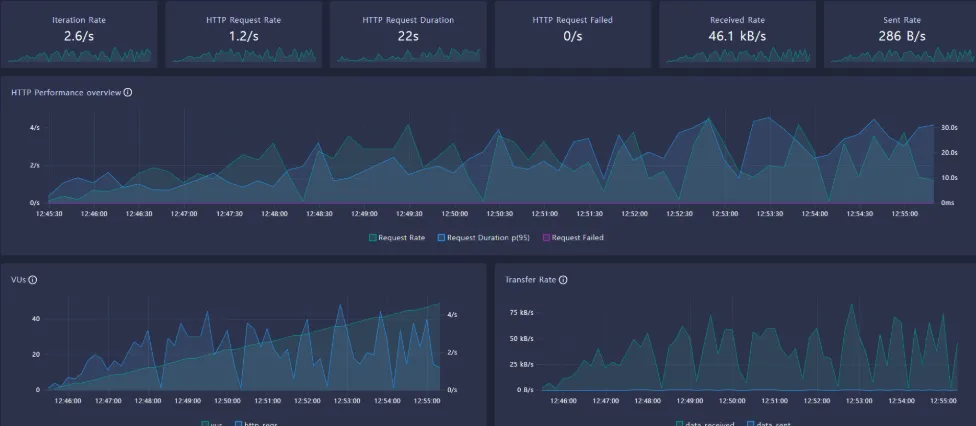 Iteration Rate
2.6/s
HTTP Request Rate
1.2/s
HTTP Request Duration
22s
HTTP Request Failed
0/s
Received Rate
46.1 kB/s
Sent Rate
286 B/s
HTTP Performance overview
4/s
2/s
0/s
30.0s
20.0s
10.0s
0ms
12:45:30 12:46:00 12:46:30 12:47:00 12:47:30 12:48:00 12:48:30 12:49:00 12:49:30 12:50:00 12:50:30 12:51:00 12:51:30 12:52:00 12:52:30 12:53:00 12:53:30 12:54:00 12:54:30 12:55:00
Request Rate Request Duration p(95) Request Failed
VUs
40
20
0
4/s
2/s
0/s
12:46:00 12:47:00 12:48:00 12:49:00 12:50:00 12:51:00 12:52:00 12:53:00 12:54:00 12:55:00
vus http_reqs
Transfer Rate
75 kB/s
50 kB/s
25 kB/s
0 B/s
12:46:00 12:47:00 12:48:00 12:49:00 12:50:00 12:51:00 12:52:00 12:53:00 12:54:00 12:55:00
data_received data_sent